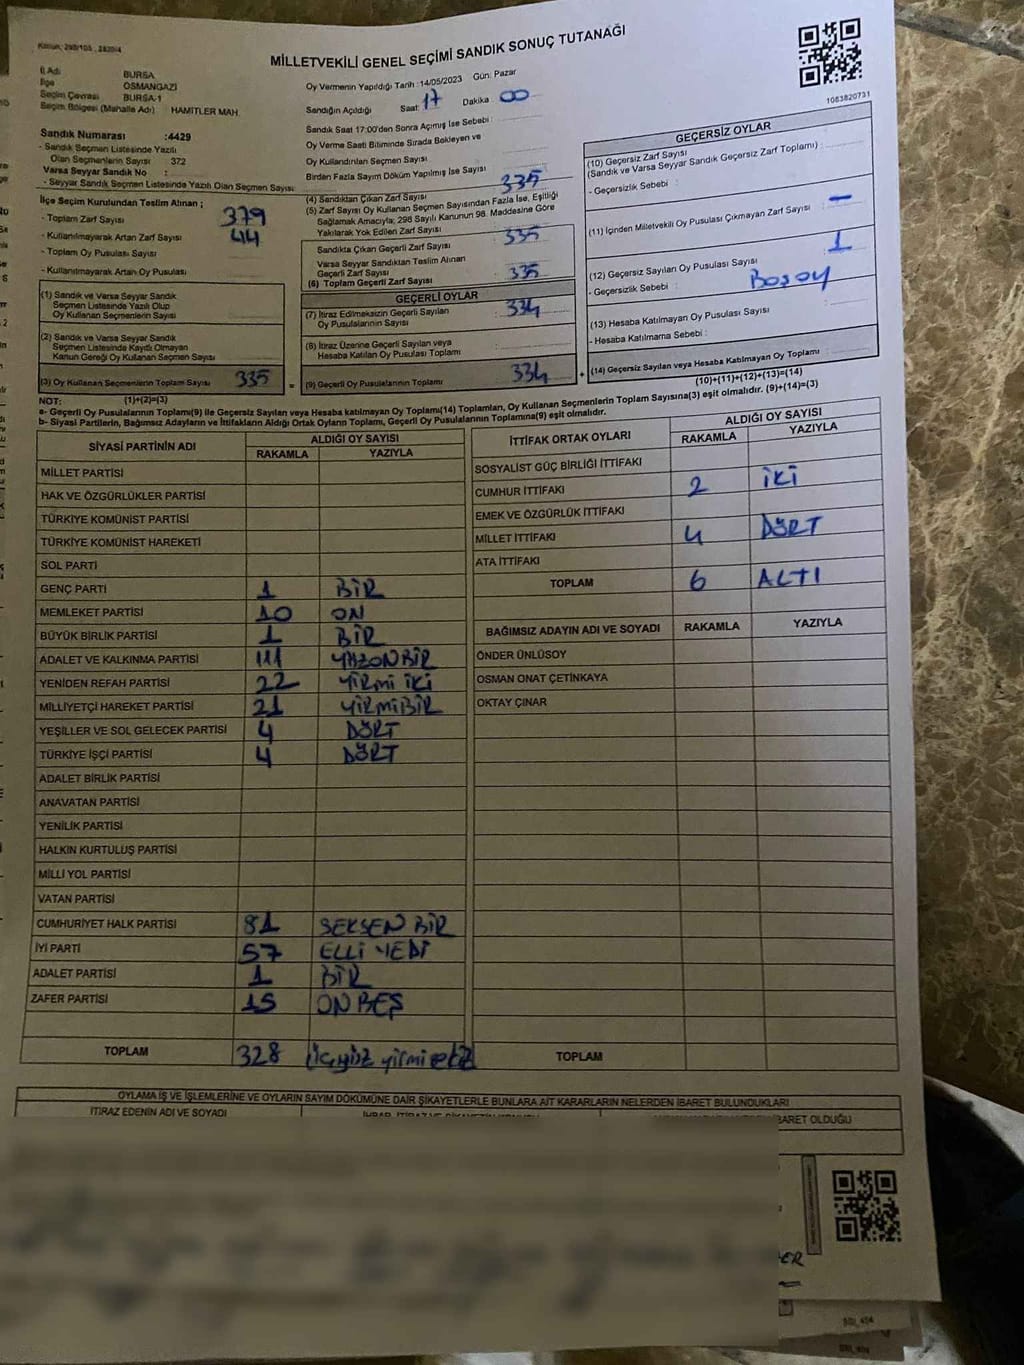 Kanun, 298/105 , 2839/4
MİLLETVEKİLİ GENEL SEÇİMİ SANDIK SONUÇ TUTANAĞI
1083820731
İl Adı BURSA
İlçe OSMANGAZİ
Seçim Çevresi BURSA-1
Seçim Bölgesi (Mahalle Adı) HAMİTLER MAH.
Sandık Numarası :4429
- Sandık Seçmen Listesinde Yazılı
Olan Seçmenlerin Sayısı 372
Varsa Seyyar Sandık No :
- Seyyar Sandık Seçmen Listesinde Yazılı Olan Seçmen Sayısı
İlçe Seçim Kurulundan Teslim Alınan ;
- Toplam Zarf Sayısı 379
- Kullanılmayarak Artan Zarf Sayısı 44
- Toplam Oy Pusulası Sayısı
- Kullanılmayarak Artan Oy Pusulası
(1) Sandık ve Varsa Seyyar Sandık
Seçmen Listesinde Yazılı Olup
Oy Kullanan Seçmenlerin Sayısı
(2) Sandık ve Varsa Seyyar Sandık
Seçmen Listesinde Kayıtlı Olmayan
Kanun Gereği Oy Kullanan Seçmen Sayısı
(3) Oy Kullanan Seçmenlerin Toplam Sayısı 335
Oy Vermenin Yapıldığı Tarih :14/05/2023 Gün: Pazar
Sandığın Açıldığı Saat: 17 Dakika 00
Sandık Saat 17:00'den Sonra Açmış İse Sebebi :
Oy Verme Saati Bitiminde Sırada Bekleyen ve
Oy Kullandırılan Seçmen Sayısı
Birden Fazla Sayım Döküm Yapılmış İse Sayısı
(4) Sandıktan Çıkan Zarf Sayısı 335
(5) Zarf Sayısı Oy Kullanan Seçmen Sayısından Fazla İse, Eşitliği
Sağlamak Amacıyla, 298 Sayılı Kanunun 98. Maddesine Göre
Yakılarak Yok Edilen Zarf Sayısı
Sandıkta Çıkan Geçerli Zarf Sayısı 335
Varsa Seyyar Sandıktan Teslim Alınan
Geçerli Zarf Sayısı
(6) Toplam Geçerli Zarf Sayısı 335
GEÇERLİ OYLAR
(7) İtiraz Edilmeksizin Geçerli Sayılan
Oy Pusulalarının Sayısı 334
(8) İtiraz Üzerine Geçerli Sayılan veya
Hesaba Katılan Oy Pusulası Toplamı
= (9) Geçerli Oy Pusulalarının Toplamı 334 +
GEÇERSİZ OYLAR
(10) Geçersiz Zarf Sayısı
(Sandık ve Varsa Seyyar Sandık Geçersiz Zarf Toplamı) :
- Geçersizlik Sebebi :
(11) İçinden Milletvekili Oy Pusulası Çıkmayan Zarf Sayısı : –
(12) Geçersiz Sayılan Oy Pusulası Sayısı 1
- Geçersizlik Sebebi : Boş oy
(13) Hesaba Katılmayan Oy Pusulası Sayısı
- Hesaba Katılmama Sebebi :
(14) Geçersiz Sayılan veya Hesaba Katılmayan Oy Toplamı :
(10)+(11)+(12)+(13)=(14)
NOT: (1)+(2)=(3)
a- Geçerli Oy Pusulalarının Toplamı(9) ile Geçersiz Sayılan veya Hesaba katılmayan Oy Toplamı(14) Toplamları, Oy Kullanan Seçmenlerin Toplam Sayısına(3) eşit olmalıdır. (9)+(14)=(3)
b- Siyasi Partilerin, Bağımsız Adayların ve İttifakların Aldığı Ortak Oyların Toplamı, Geçerli Oy Pusulalarının Toplamına(9) eşit olmalıdır.
SİYASİ PARTİNİN ADI ALDIĞI OY SAYISI
RAKAMLA YAZIYLA
MİLLET PARTİSİ
HAK VE ÖZGÜRLÜKLER PARTİSİ
TÜRKİYE KOMÜNİST PARTİSİ
TÜRKİYE KOMÜNİST HAREKETİ
SOL PARTİ
GENÇ PARTİ 1 BİR
MEMLEKET PARTİSİ 10 ON
BÜYÜK BİRLİK PARTİSİ 1 BİR
ADALET VE KALKINMA PARTİSİ 111 YÜZONBİR
YENİDEN REFAH PARTİSİ 22 YİRMİ İKİ
MİLLİYETÇİ HAREKET PARTİSİ 21 YİRMİBİR
YEŞİLLER VE SOL GELECEK PARTİSİ 4 DÖRT
TÜRKİYE İŞÇİ PARTİSİ 4 DÖRT
ADALET BİRLİK PARTİSİ
ANAVATAN PARTİSİ
YENİLİK PARTİSİ
HALKIN KURTULUŞ PARTİSİ
MİLLİ YOL PARTİSİ
VATAN PARTİSİ
CUMHURİYET HALK PARTİSİ 81 SEKSEN BİR
İYİ PARTİ 57 ELLİ YEDİ
ADALET PARTİSİ 1 BİR
ZAFER PARTİSİ 15 ON BEŞ
TOPLAM 328 üçyüz yirmi sekiz
İTTİFAK ORTAK OYLARI ALDIĞI OY SAYISI
RAKAMLA YAZIYLA
SOSYALİST GÜÇ BİRLİĞİ İTTİFAKI
CUMHUR İTTİFAKI 2 İKİ
EMEK VE ÖZGÜRLÜK İTTİFAKI
MİLLET İTTİFAKI 4 DÖRT
ATA İTTİFAKI
TOPLAM 6 ALTI
BAĞIMSIZ ADAYIN ADI VE SOYADI RAKAMLA YAZIYLA
ÖNDER ÜNLÜSOY
OSMAN ONAT ÇETİNKAYA
OKTAY ÇINAR
TOPLAM
OYLAMA İŞ VE İŞLEMLERİNE VE OYLARIN SAYIM DÖKÜMÜNE DAİR ŞİKAYETLERLE BUNLARA AİT KARARLARIN NELERDEN İBARET BULUNDUKLARI
İTİRAZ EDENİN ADI VE SOYADI